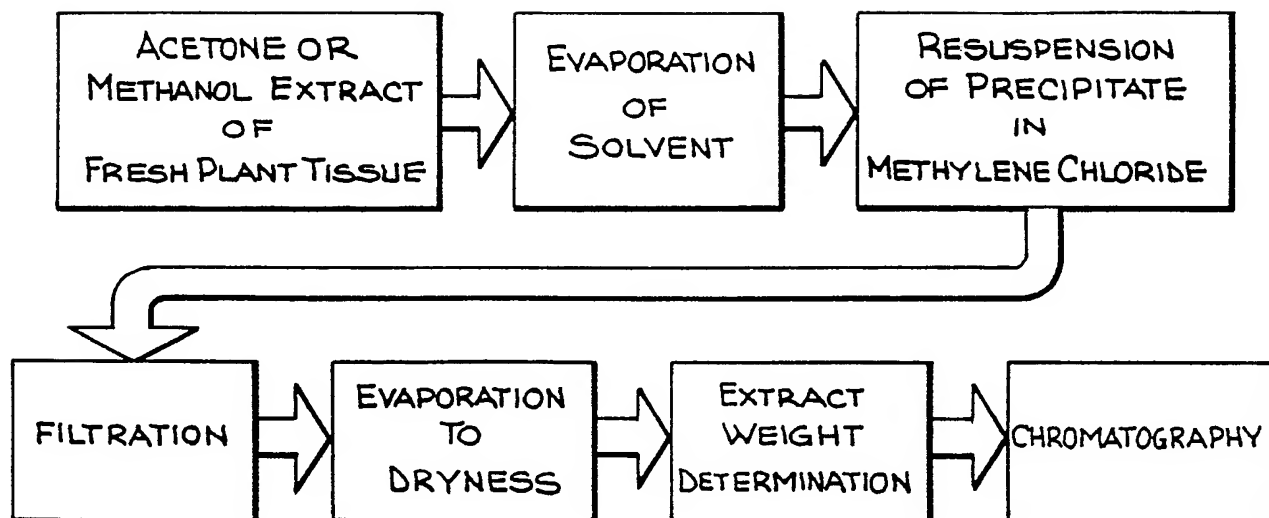 ACETONE OR
METHANOL EXTRACT
OF
FRESH PLANT TISSUE
EVAPORATION
OF
SOLVENT
RESUSPENSION
OF PRECIPITATE
IN
METHYLENE CHLORIDE
FILTRATION
EVAPORATION
TO
DRYNESS
EXTRACT
WEIGHT
DETERMINATION
CHROMATOGRAPHY